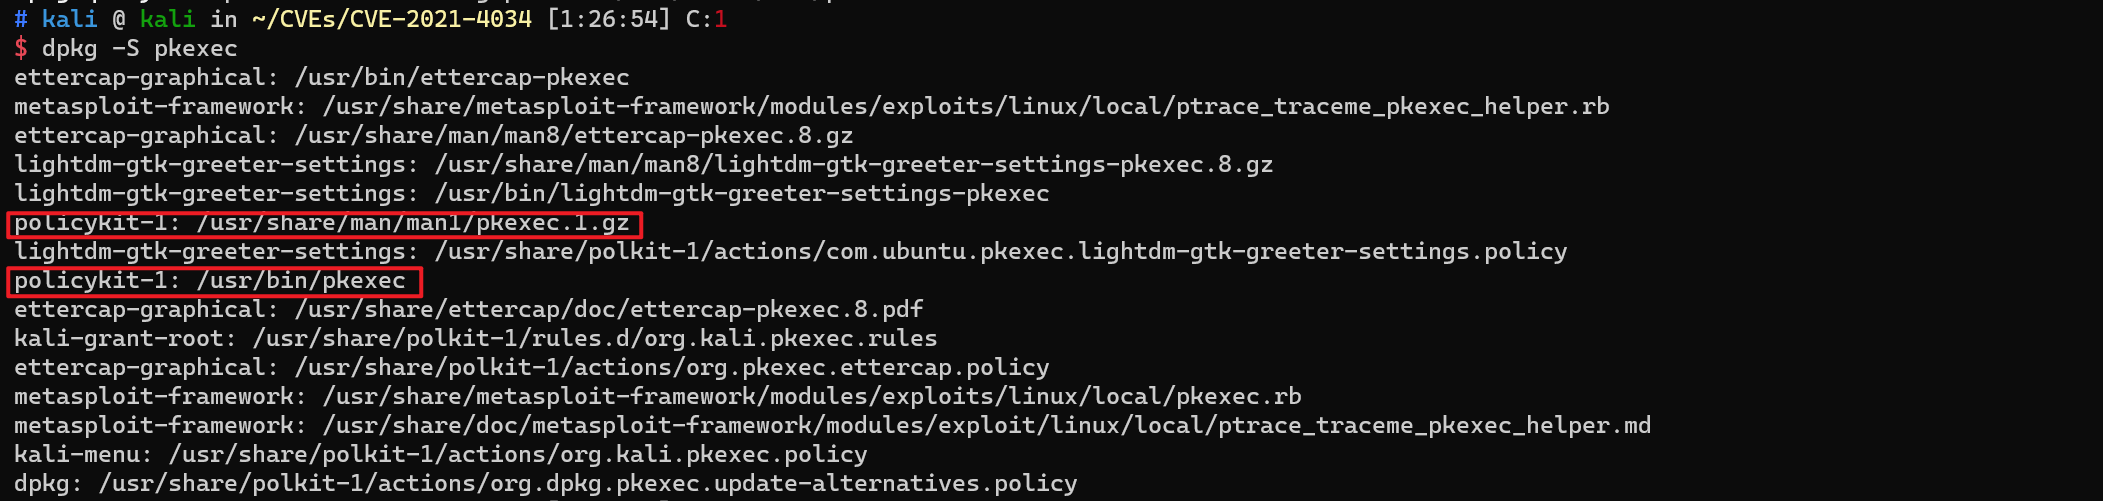 # kali @ kali in ~/CVEs/CVE-2021-4034 [1:26:54] C:1
$ dpkg -S pkexec
ettercap-graphical: /usr/bin/ettercap-pkexec
metasploit-framework: /usr/share/metasploit-framework/modules/exploits/linux/local/ptrace_traceme_pkexec_helper.rb
ettercap-graphical: /usr/share/man/man8/ettercap-pkexec.8.gz
lightdm-gtk-greeter-settings: /usr/share/man/man8/lightdm-gtk-greeter-settings-pkexec.8.gz
lightdm-gtk-greeter-settings: /usr/bin/lightdm-gtk-greeter-settings-pkexec
policykit-1: /usr/share/man/man1/pkexec.1.gz
lightdm-gtk-greeter-settings: /usr/share/polkit-1/actions/com.ubuntu.pkexec.lightdm-gtk-greeter-settings.policy
policykit-1: /usr/bin/pkexec
ettercap-graphical: /usr/share/ettercap/doc/ettercap-pkexec.8.pdf
kali-grant-root: /usr/share/polkit-1/rules.d/org.kali.pkexec.rules
ettercap-graphical: /usr/share/polkit-1/actions/org.pkexec.ettercap.policy
metasploit-framework: /usr/share/metasploit-framework/modules/exploits/linux/local/pkexec.rb
metasploit-framework: /usr/share/doc/metasploit-framework/modules/exploit/linux/local/ptrace_traceme_pkexec_helper.md
kali-menu: /usr/share/polkit-1/actions/org.kali.pkexec.policy
dpkg: /usr/share/polkit-1/actions/org.dpkg.pkexec.update-alternatives.policy